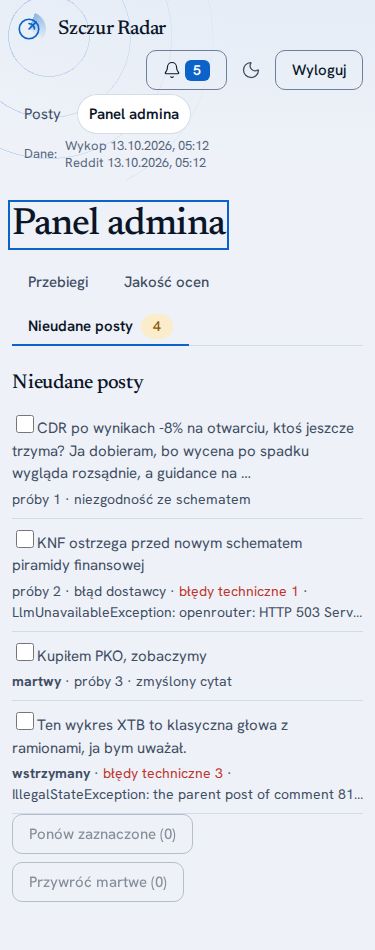 Szczur Radar
5
Wyloguj
Posty
Panel admina
Dane:
Wykop 13.10.2026, 05:12
Reddit 13.10.2026, 05:12
Panel admina
Przebiegi
Jakość ocen
Nieudane posty 4
Nieudane posty
CDR po wynikach -8% na otwarciu, ktoś jeszcze
trzyma? Ja dobieram, bo wycena po spadku
wygląda rozsądnie, a guidance na ...
próby 1 · niezgodność ze schematem
KNF ostrzega przed nowym schematem
piramidy finansowej
próby 2 · błąd dostawcy · błędy techniczne 1 ·
LlmUnavailableException: openrouter: HTTP 503 Serv...
Kupiłem PKO, zobaczymy
martwy · próby 3 · zmyślony cytat
Ten wykres XTB to klasyczna głowa z
ramionami, ja bym uważał.
wstrzymany · błędy techniczne 3 ·
IllegalStateException: the parent post of comment 81...
Ponów zaznaczone (0)
Przywróć martwe (0)